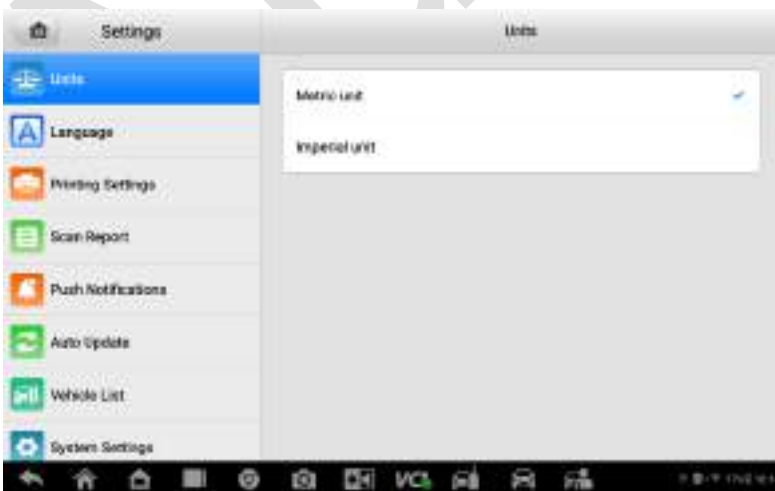 Settings
Units
Units
Language
Printing Settings
Scan Report
Push Notifications
Auto Update
Vehicle List
System Settings
Metric unit
Imperial unit
VCI